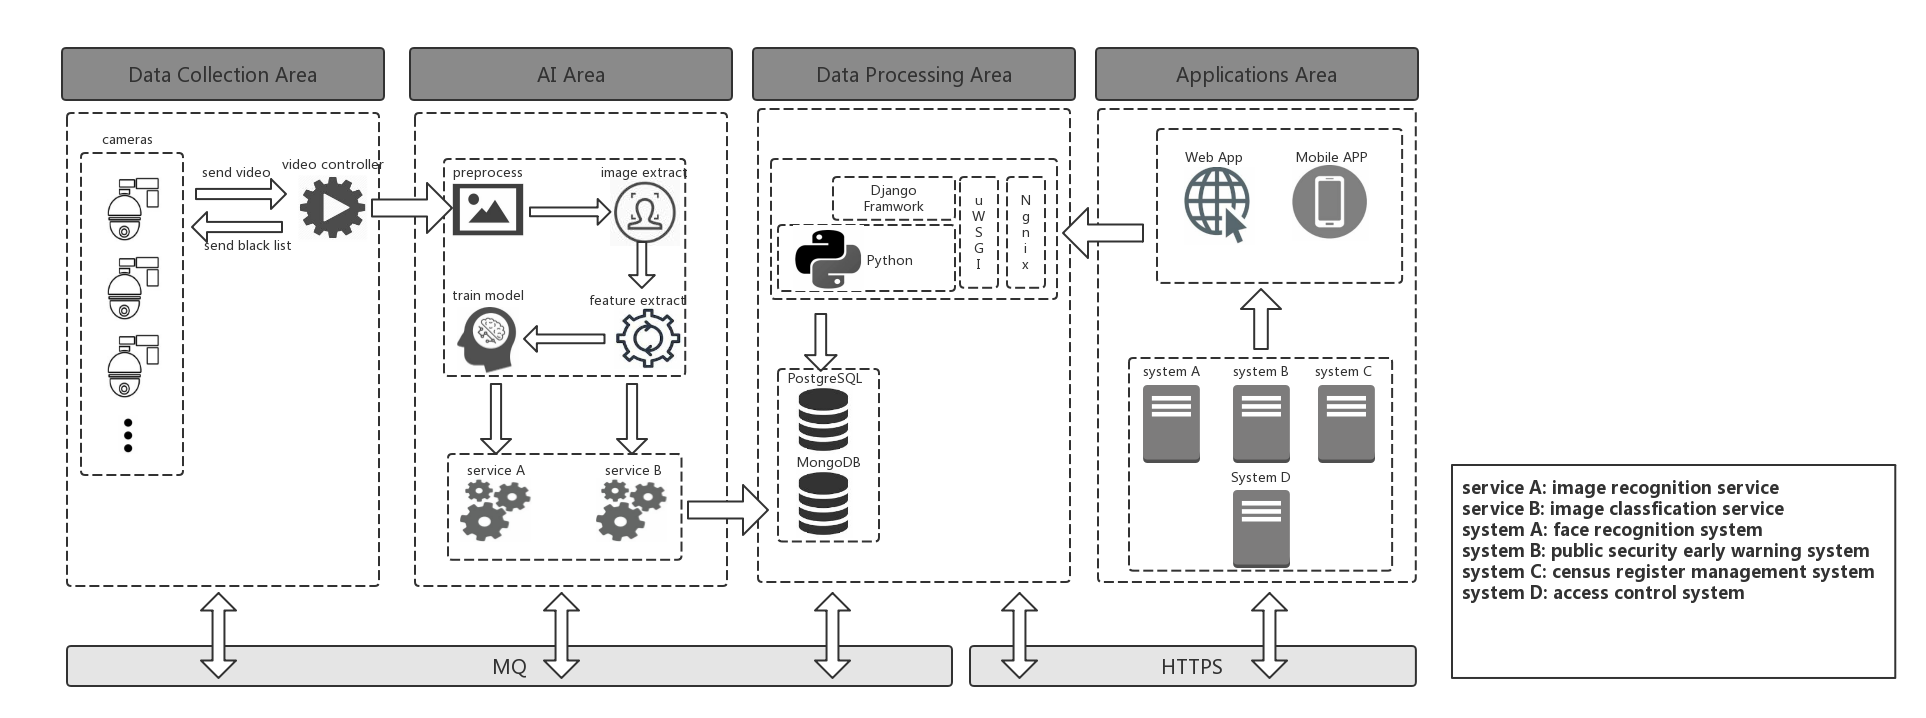 Data Collection Area
AI Area
Data Processing Area
Applications Area
cameras
send video
video controller
send black list
preprocess
image extract
train model
feature extract
service A
service B
Django
Framwork
Python
uWSGI
Ngnix
PostgreSQL
MongoDB
Web App
Mobile APP
system A
system B
system C
System D
MQ
HTTPS
service A: image recognition service
service B: image classfication service
system A: face recognition system
system B: public security early warning system
system C: census register management system
system D: access control system